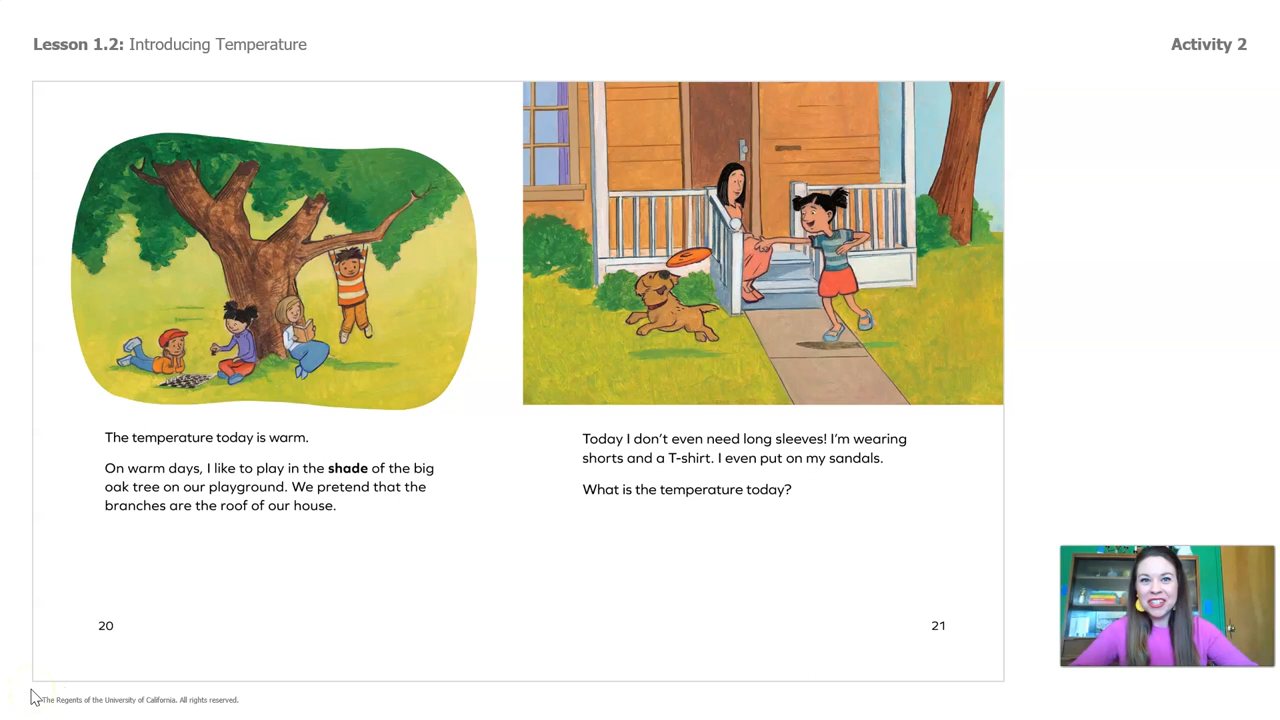 Lesson 1.2: Introducing Temperature
Activity 2
The temperature today is warm.
On warm days, I like to play in the shade of the big
oak tree on our playground. We pretend that the
branches are the roof of our house.
20
Today I don’t even need long sleeves! I’m wearing
shorts and a T-shirt. I even put on my sandals.
What is the temperature today?
21
The Regents of the University of California. All rights reserved.